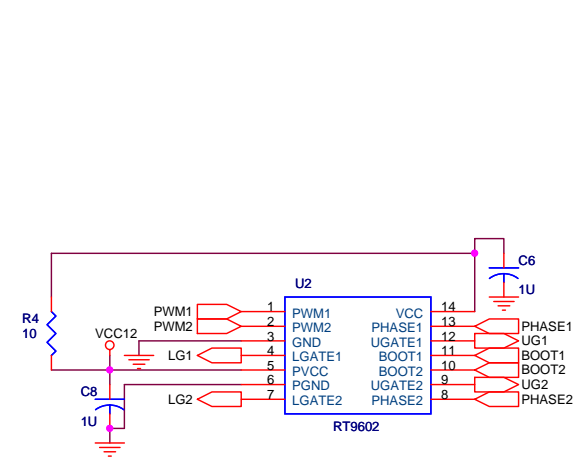 C6
1U
U2
R4
10
VCC12
C8
1U
PWM1 1 PWM1 VCC 14
PWM2 2 PWM2 PHASE1 13 PHASE1
3 GND UGATE1 12 UG1
LG1 4 LGATE1 BOOT1 11 BOOT1
5 PVCC BOOT2 10 BOOT2
6 PGND UGATE2 9 UG2
LG2 7 LGATE2 PHASE2 8 PHASE2
RT9602